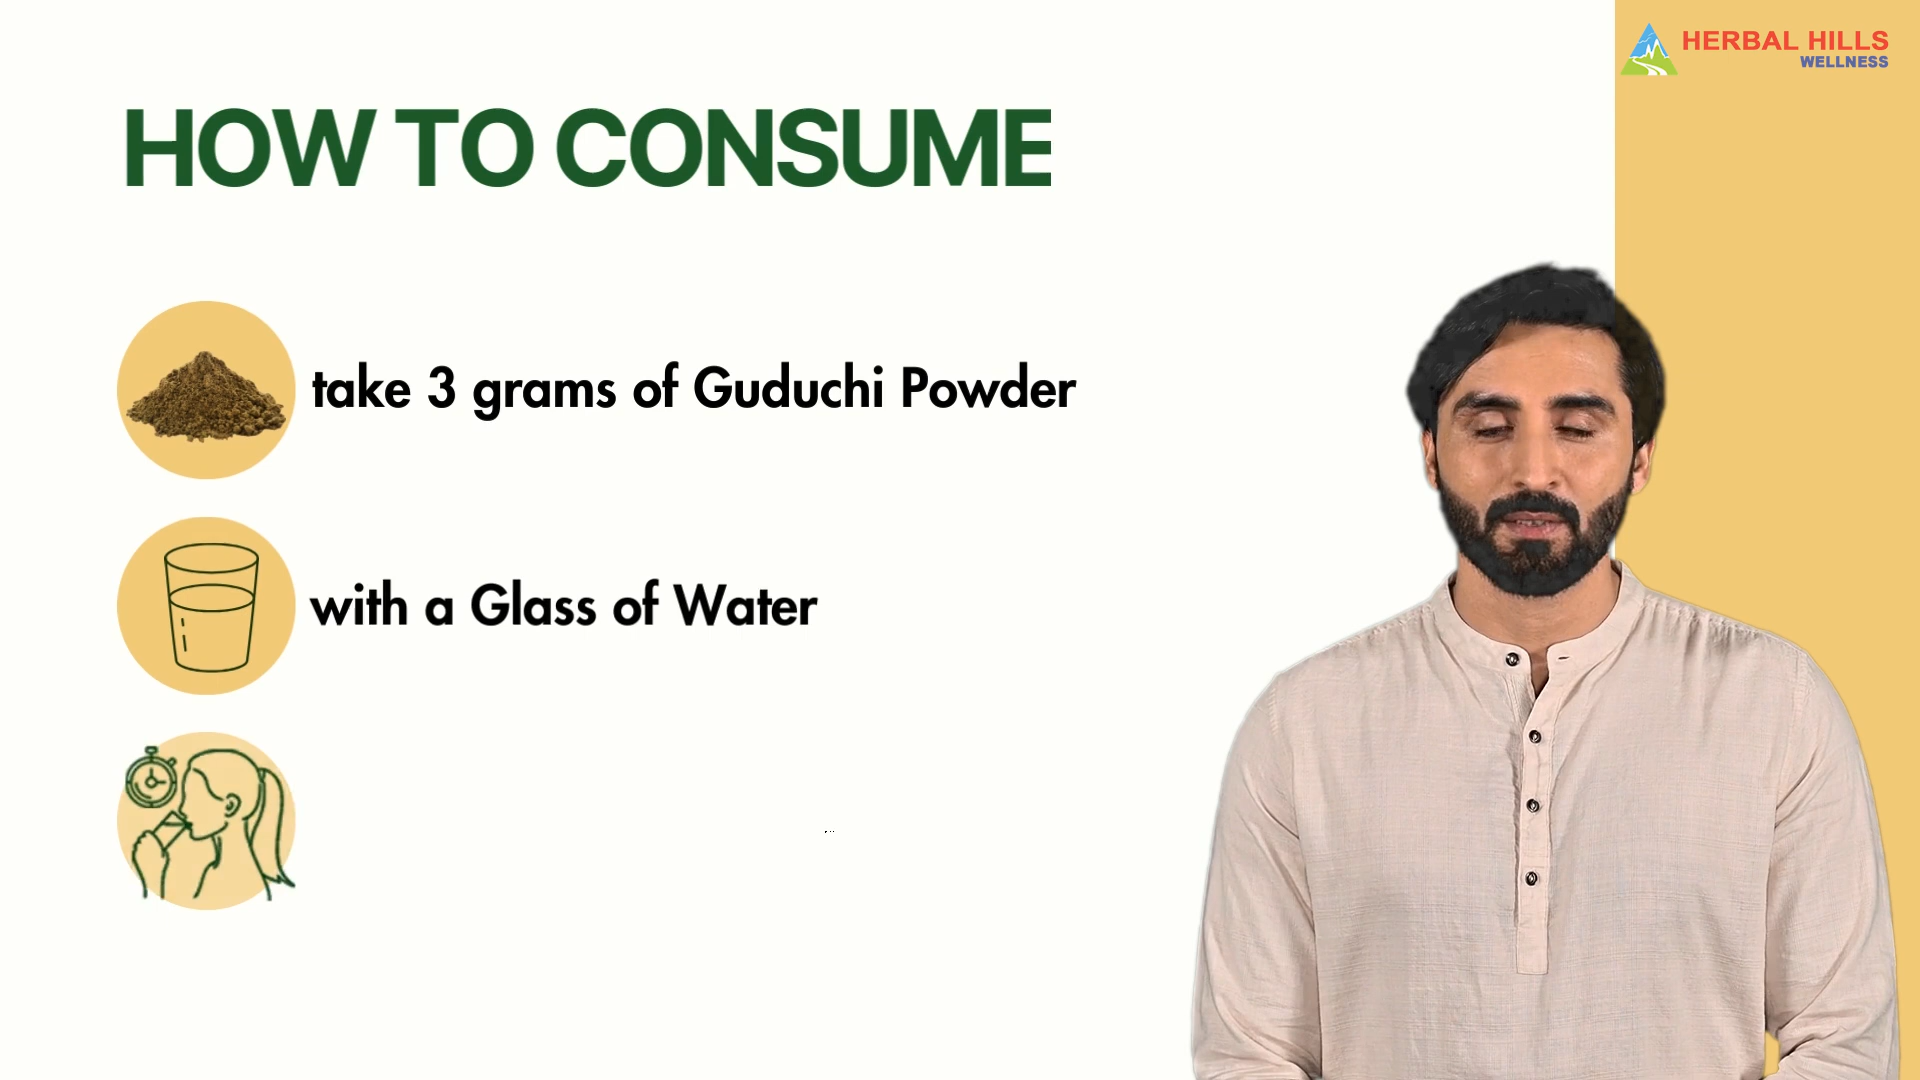 HERBAL HILLS
WELLNESS
HOW TO CONSUME
take 3 grams of Guduchi Powder
with a Glass of Water